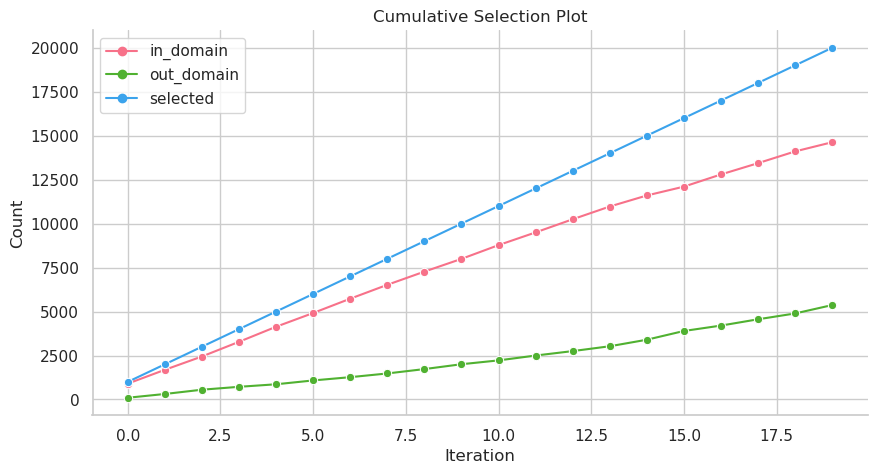 Cumulative Selection Plot
in_domain
out_domain
selected
Count
20000
17500
15000
12500
10000
7500
5000
2500
0
0.0 2.5 5.0 7.5 10.0 12.5 15.0 17.5
Iteration